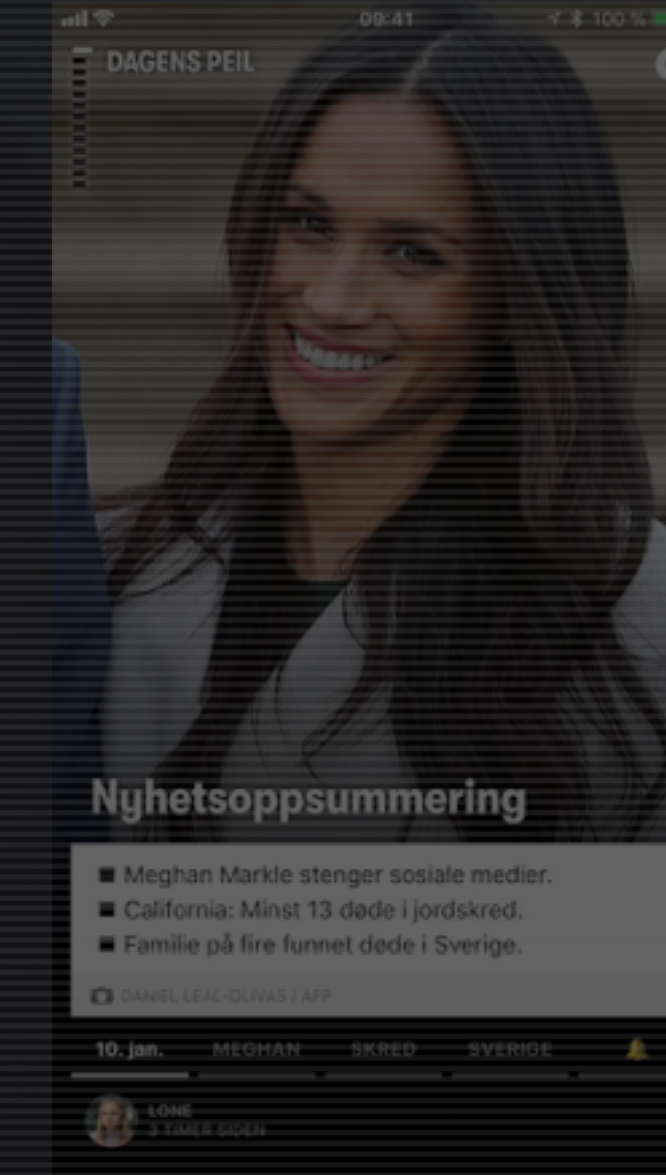 09:41
100 %
DAGENS PEIL
Nyhetsoppsummering
Meghan Markle stenger sosiale medier.
California: Minst 13 døde i jordskred.
Familie på fire funnet døde i Sverige.
DANIEL LEAL-OLIVAS / AFP
10. jan. MEGHAN SKRED SVERIGE
LONE
3 TIMER SIDEN